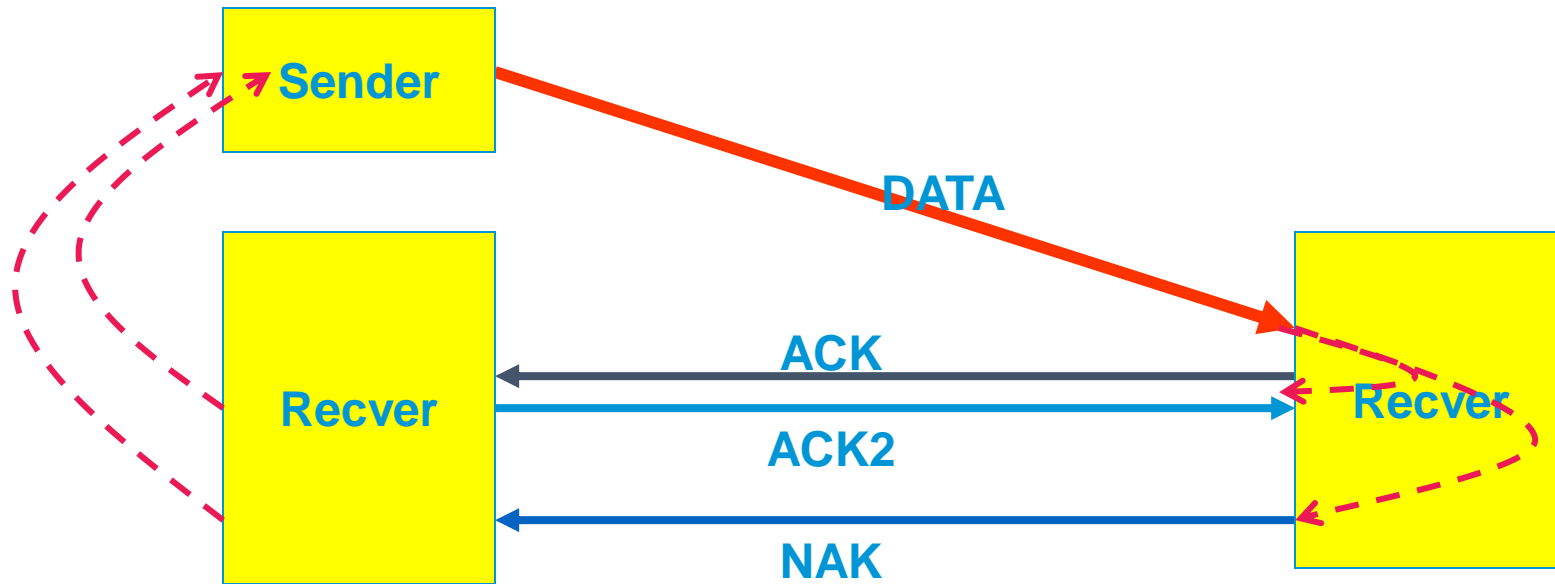 Sender
DATA
ACK
Recver
Recver
ACK2
NAK